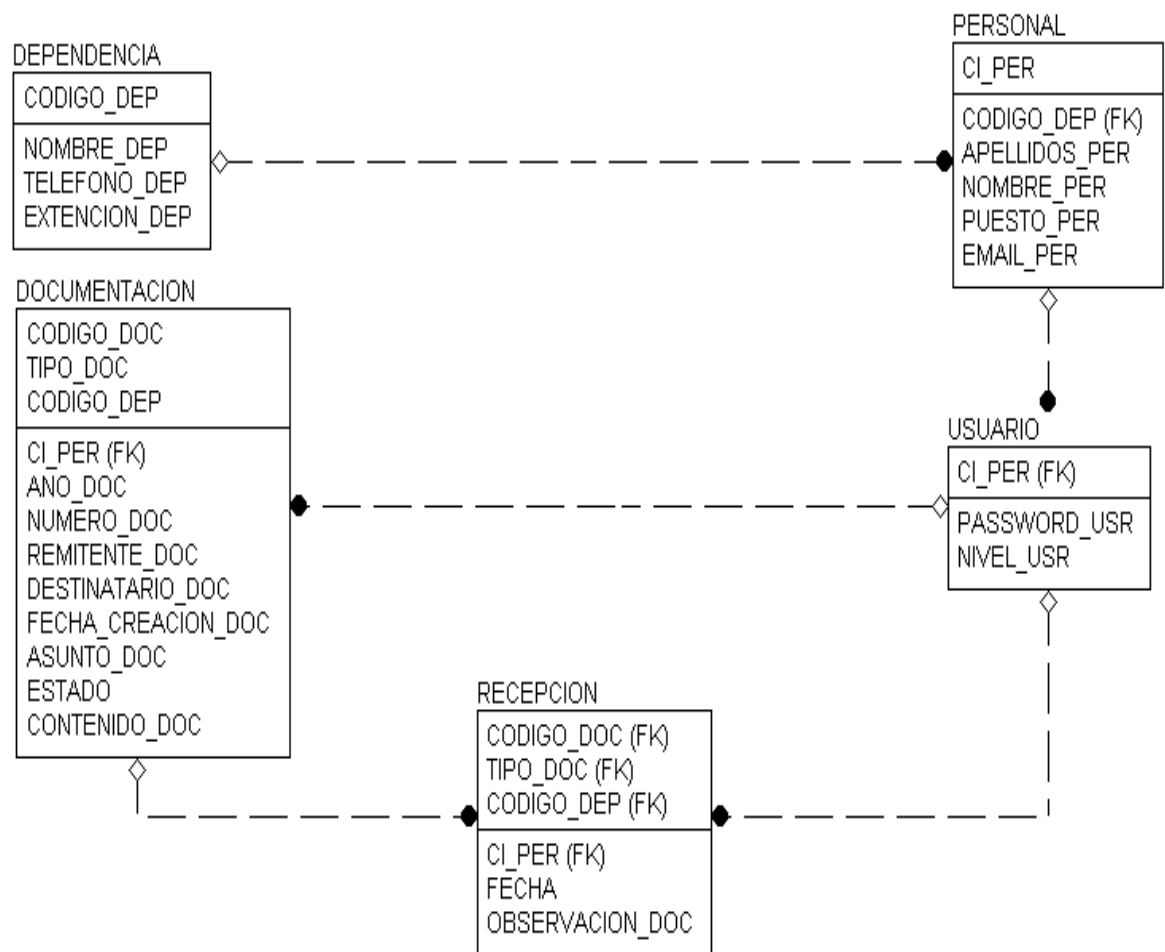 DEPENDENCIA
CODIGO_DEP
NOMBRE_DEP
TELEFONO_DEP
EXTENCION_DEP
PERSONAL
CI_PER
CODIGO_DEP (FK)
APELLIDOS_PER
NOMBRE_PER
PUESTO_PER
EMAIL_PER
DOCUMENTACION
CODIGO_DOC
TIPO_DOC
CODIGO_DEP
CI_PER (FK)
ANO_DOC
NUMERO_DOC
REMITENTE_DOC
DESTINATARIO_DOC
FECHA_CREACION_DOC
ASUNTO_DOC
ESTADO
CONTENIDO_DOC
USUARIO
CI_PER (FK)
PASSWORD_USR
NIVEL_USR
RECEPCION
CODIGO_DOC (FK)
TIPO_DOC (FK)
CODIGO_DEP (FK)
CI_PER (FK)
FECHA
OBSERVACION_DOC